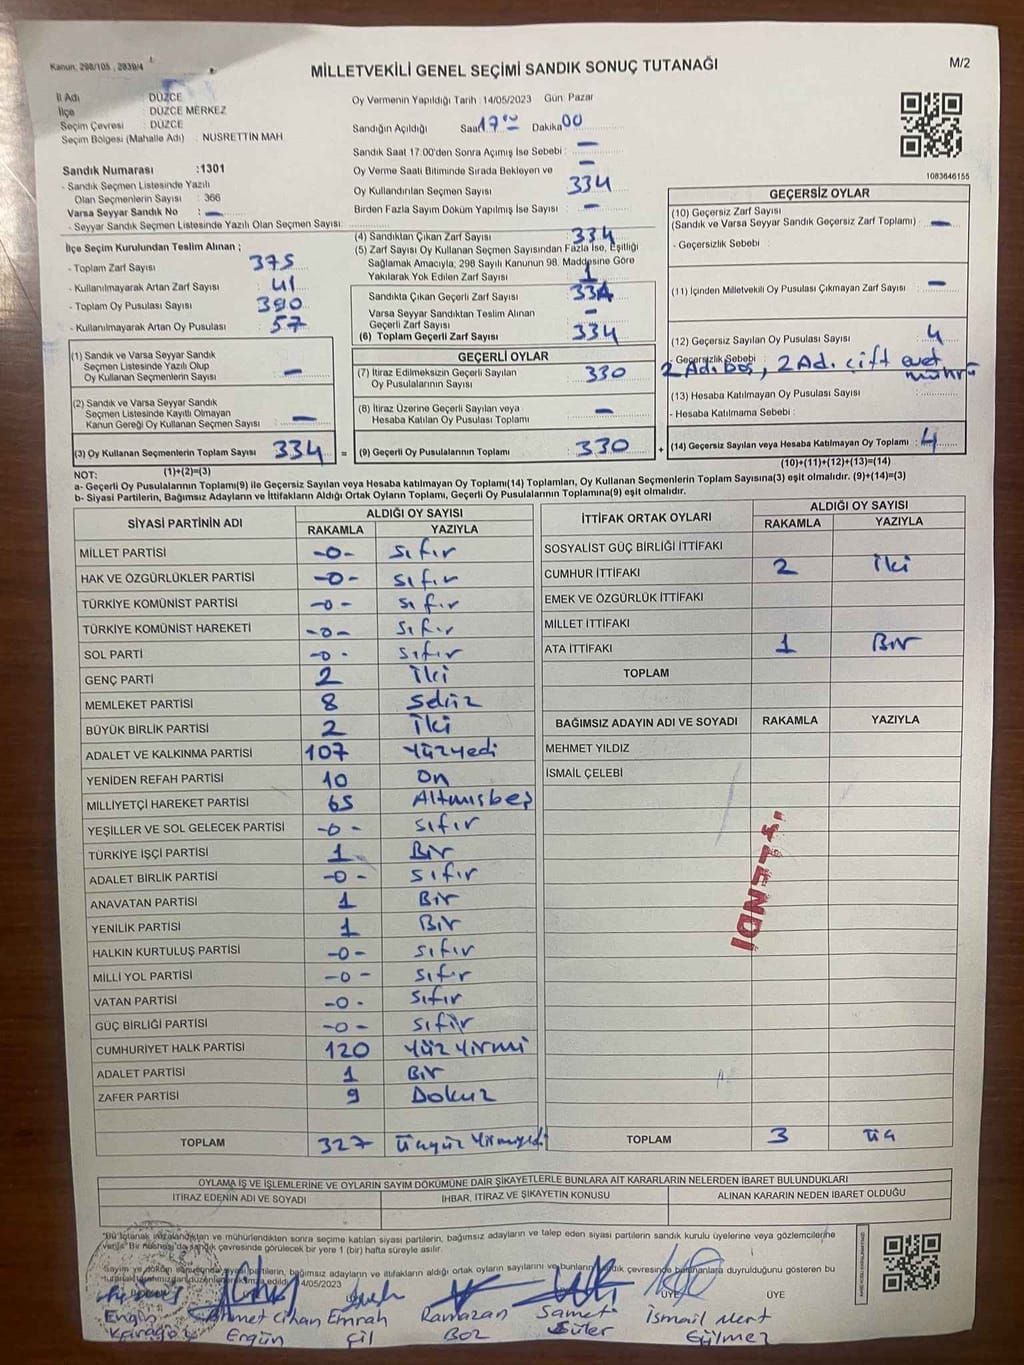 Kanun, 298/105 , 2839/4
MİLLETVEKİLİ GENEL SEÇİMİ SANDIK SONUÇ TUTANAĞI
M/2
İl Adı : DÜZCE
İlçe : DÜZCE MERKEZ
Seçim Çevresi : DÜZCE
Seçim Bölgesi (Mahalle Adı) : NUSRETTİN MAH
Oy Vermenin Yapıldığı Tarih : 14/05/2023 Gün: Pazar
Sandığın Açıldığı Saat 17 00 Dakika 00
Sandık Saat 17:00'den Sonra Açılmış İse Sebebi: -
1083646155
Sandık Numarası :1301
- Sandık Seçmen Listesinde Yazılı
Olan Seçmenlerin Sayısı : 366
Varsa Seyyar Sandık No : -
- Seyyar Sandık Seçmen Listesinde Yazılı Olan Seçmen Sayısı:
Oy Verme Saati Bitiminde Sırada Bekleyen ve -
Oy Kullandırılan Seçmen Sayısı 334
Birden Fazla Sayım Döküm Yapılmış İse Sayısı : -
İlçe Seçim Kurulundan Teslim Alınan ;
- Toplam Zarf Sayısı : 375
- Kullanılmayarak Artan Zarf Sayısı : 41
- Toplam Oy Pusulası Sayısı : 390
- Kullanılmayarak Artan Oy Pusulası : 57
(4) Sandıktan Çıkan Zarf Sayısı : 334
(5) Zarf Sayısı Oy Kullanan Seçmen Sayısından Fazla İse, Eşitliği
Sağlamak Amacıyla, 298 Sayılı Kanunun 98. Maddesine Göre
Yakılarak Yok Edilen Zarf Sayısı : 1
Sandıkta Çıkan Geçerli Zarf Sayısı : 334
Varsa Seyyar Sandıktan Teslim Alınan
Geçerli Zarf Sayısı : -
(6) Toplam Geçerli Zarf Sayısı : 334
GEÇERSİZ OYLAR
(10) Geçersiz Zarf Sayısı
(Sandık ve Varsa Seyyar Sandık Geçersiz Zarf Toplamı) : -
- Geçersizlik Sebebi :
(11) İçinden Milletvekili Oy Pusulası Çıkmayan Zarf Sayısı : -
(12) Geçersiz Sayılan Oy Pusulası Sayısı : 4
- Geçersizlik Sebebi : 2 Ad. Boş, 2 Ad. çift evet
mührü
(13) Hesaba Katılmayan Oy Pusulası Sayısı :
- Hesaba Katılmama Sebebi :
(14) Geçersiz Sayılan veya Hesaba Katılmayan Oy Toplamı : 4
(10)+(11)+(12)+(13)=(14)
(1) Sandık ve Varsa Seyyar Sandık
Seçmen Listesinde Yazılı Olup
Oy Kullanan Seçmenlerin Sayısı : -
(2) Sandık ve Varsa Seyyar Sandık
Seçmen Listesinde Kayıtlı Olmayan
Kanun Gereği Oy Kullanan Seçmen Sayısı : -
(3) Oy Kullanan Seçmenlerin Toplam Sayısı : 334 =
(1)+(2)=(3)
GEÇERLİ OYLAR
(7) İtiraz Edilmeksizin Geçerli Sayılan
Oy Pusulalarının Sayısı : 330
(8) İtiraz Üzerine Geçerli Sayılan veya
Hesaba Katılan Oy Pusulası Toplamı : -
(9) Geçerli Oy Pusulalarının Toplamı : 330 +
NOT:
a- Geçerli Oy Pusulalarının Toplamı(9) ile Geçersiz Sayılan veya Hesaba Katılmayan Oy Toplamı(14) Toplamları, Oy Kullanan Seçmenlerin Toplam Sayısına(3) eşit olmalıdır. (9)+(14)=(3)
b- Siyasi Partilerin, Bağımsız Adayların ve İttifakların Aldığı Ortak Oyların Toplamı, Geçerli Oy Pusulalarının Toplamına(9) eşit olmalıdır.
SİYASİ PARTİNİN ADI ALDIĞI OY SAYISI
RAKAMLA YAZIYLA
MİLLET PARTİSİ -0- sıfır
HAK VE ÖZGÜRLÜKLER PARTİSİ -0- sıfır
TÜRKİYE KOMÜNİST PARTİSİ -0- sıfır
TÜRKİYE KOMÜNİST HAREKETİ -0- sıfır
SOL PARTİ -0- sıfır
GENÇ PARTİ 2 İki
MEMLEKET PARTİSİ 8 Sekiz
BÜYÜK BİRLİK PARTİSİ 2 İki
ADALET VE KALKINMA PARTİSİ 107 Yüzyedi
YENİDEN REFAH PARTİSİ 10 On
MİLLİYETÇİ HAREKET PARTİSİ 65 Altmışbeş
YEŞİLLER VE SOL GELECEK PARTİSİ -0- sıfır
TÜRKİYE İŞÇİ PARTİSİ 1 Bir
ADALET BİRLİK PARTİSİ -0- sıfır
ANAVATAN PARTİSİ 1 Bir
YENİLİK PARTİSİ 1 Bir
HALKIN KURTULUŞ PARTİSİ -0- sıfır
MİLLİ YOL PARTİSİ -0- sıfır
VATAN PARTİSİ -0- sıfır
GÜÇ BİRLİĞİ PARTİSİ -0- sıfır
CUMHURİYET HALK PARTİSİ 120 Yüzyirmi
ADALET PARTİSİ 1 Bir
ZAFER PARTİSİ 9 Dokuz
TOPLAM 327 Üçyüzyirmiyedi
İTTİFAK ORTAK OYLARI ALDIĞI OY SAYISI
RAKAMLA YAZIYLA
SOSYALİST GÜÇ BİRLİĞİ İTTİFAKI
CUMHUR İTTİFAKI 2 İki
EMEK VE ÖZGÜRLÜK İTTİFAKI
MİLLET İTTİFAKI
ATA İTTİFAKI 1 Bir
TOPLAM
BAĞIMSIZ ADAYIN ADI VE SOYADI RAKAMLA YAZIYLA
MEHMET YILDIZ
İSMAİL ÇELEBİ
İŞLENDİ
TOPLAM 3 Üç
OYLAMA İŞ VE İŞLEMLERİNE VE OYLARIN SAYIM DÖKÜMÜNE DAİR ŞİKAYETLERLE BUNLARA AİT KARARLARIN NELERDEN İBARET BULUNDUKLARI
İTİRAZ EDENİN ADI VE SOYADI İHBAR, İTİRAZ VE ŞİKAYETİN KONUSU ALINAN KARARIN NEDEN İBARET OLDUĞU
"Bu tutanak imzalandıktan ve mühürlendikten sonra seçime katılan siyasi partilerin, bağımsız adayların ve talep eden siyasi partilerin sandık kurulu üyelerine veya gözlemcilerine
verilir. Bir nüshası da sandık çevresinde görülecek bir yere 1 (bir) hafta süreyle asılır.
partilerin, bağımsız adayların ve ittifakların aldığı ortak oyların sayısını ve bunların sandık çevresinde duyurulduğunu gösteren bu
14/05/2023
ÜYE ÜYE
Engin Ahmet Cihan Emrah Ramazan Samet İsmail Mert
Karagöl Ergün Çil Boz Güler Gülmez